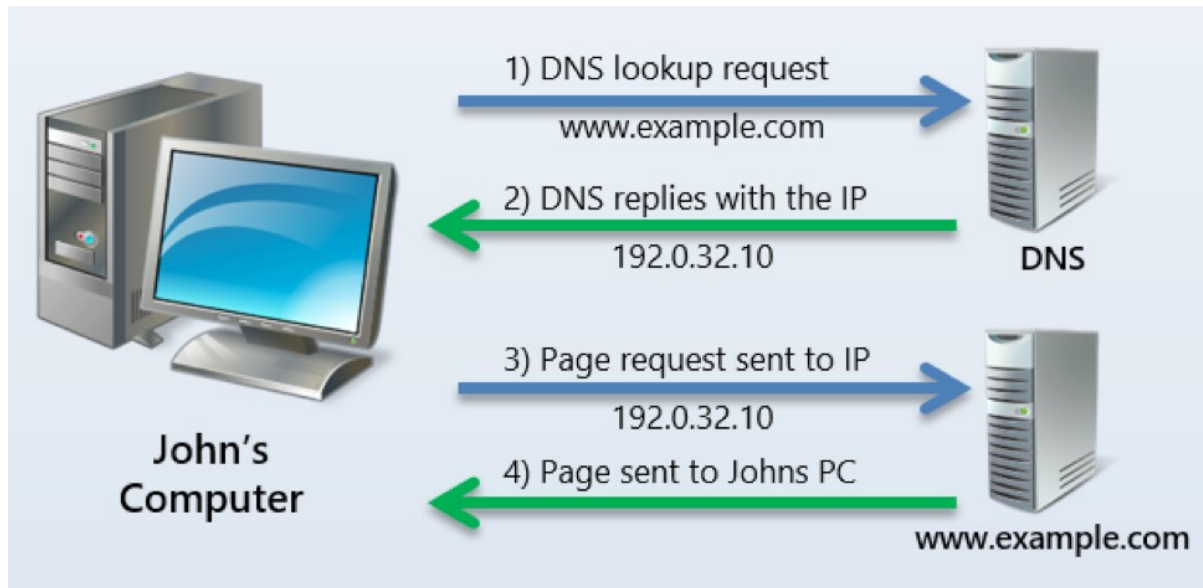 1) DNS lookup request
www.example.com
2) DNS replies with the IP
192.0.32.10
DNS
3) Page request sent to IP
192.0.32.10
4) Page sent to Johns PC
John's
Computer
www.example.com